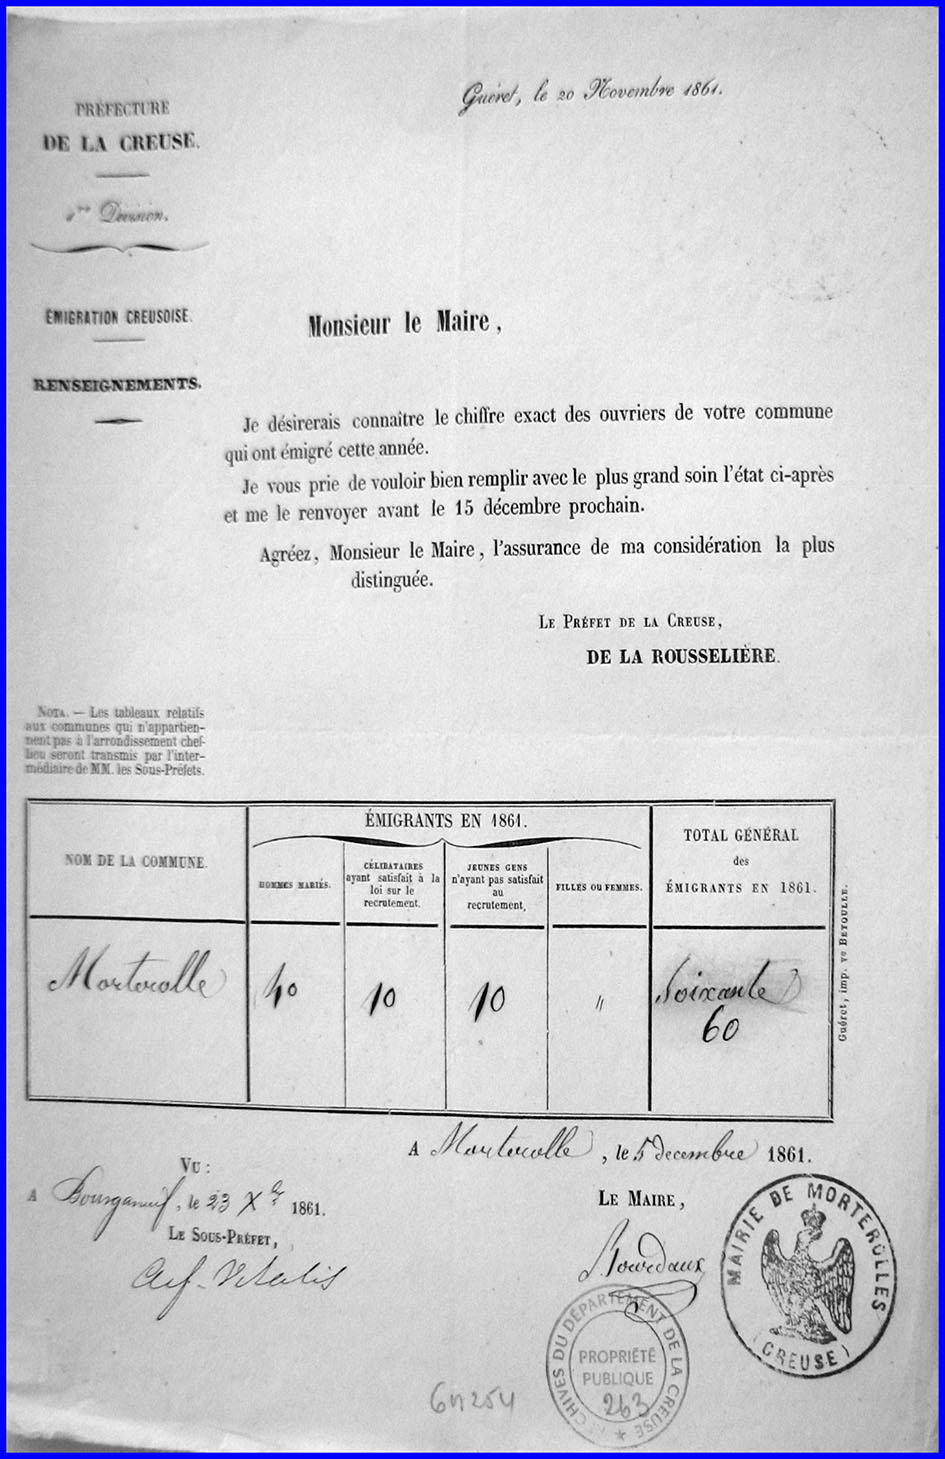 Guéret, le 20 Novembre 1861.
PRÉFECTURE
DE LA CREUSE.
1re Division.
ÉMIGRATION CREUSOISE.
RENSEIGNEMENTS.
Monsieur le Maire,
Je désirerais connaître le chiffre exact des ouvriers de votre commune
qui ont émigré cette année.
Je vous prie de vouloir bien remplir avec le plus grand soin l'état ci-après
et me le renvoyer avant le 15 décembre prochain.
Agréez, Monsieur le Maire, l'assurance de ma considération la plus
distinguée.
LE PRÉFET DE LA CREUSE,
DE LA ROUSSELIÈRE.
NOTA. — Les tableaux relatifs
aux communes qui n'appartien-
nent pas à l'arrondissement chef-
lieu seront transmis par l'inter-
médiaire de MM. les Sous-Préfets.
NOM DE LA COMMUNE.
ÉMIGRANTS EN 1861.
HOMMES MARIÉS.
CÉLIBATAIRES
ayant satisfait à la
loi sur le
recrutement.
JEUNES GENS
n'ayant pas satisfait
au
recrutement,
FILLES OU FEMMES.
TOTAL GÉNÉRAL
des
ÉMIGRANTS EN 1861.
Morterolle
40
10
10
"
Soixante
60
Guéret, imp. ve BETOULLE.
A Morterolle, le 5 decembre 1861.
VU :
A Bourganeuf, le 23 Xbre 1861.
LE SOUS-PRÉFET,
LE MAIRE,
Bourdaux
MAIRIE DE MORTEROLLES
(CREUSE)
ARCHIVES DU DÉPARTEMENT DE LA CREUSE
PROPRIÉTÉ
PUBLIQUE
263
6M254